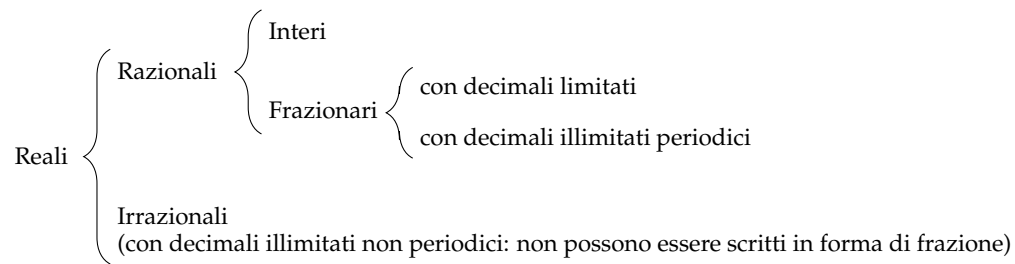 Interi
Razionali
con decimali limitati
Frazionari
con decimali illimitati periodici
Reali
Irrazionali
(con decimali illimitati non periodici: non possono essere scritti in forma di frazione)